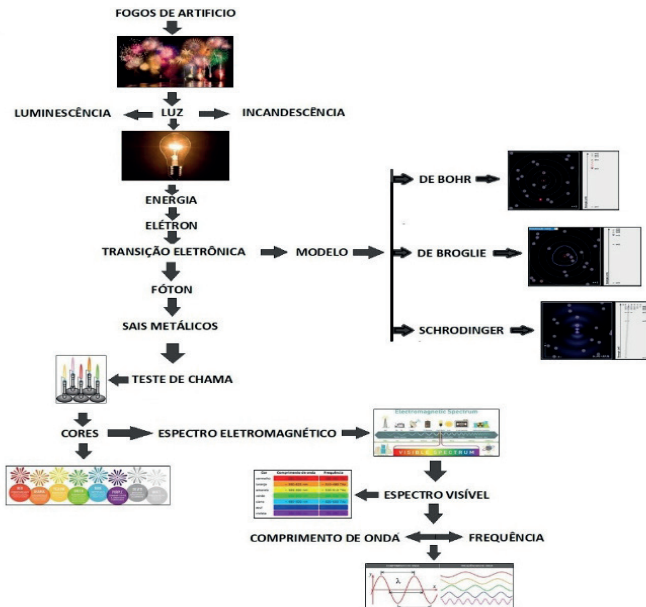 FOGOS DE ARTIFICIO
LUMINESCÊNCIA
LUZ
INCANDESCÊNCIA
ENERGIA
ELÉTRON
TRANSIÇÃO ELETRÔNICA
MODELO
DE BOHR
DE BROGLIE
SCHRODINGER
FÓTON
SAIS METÁLICOS
TESTE DE CHAMA
CORES
ESPECTRO ELETROMAGNÉTICO
Electromagnetic Spectrum
VISIBLE SPECTRUM
Cor Comprimento de onda Frequência
ESPECTRO VISÍVEL
COMPRIMENTO DE ONDA
FREQUÊNCIA
λ